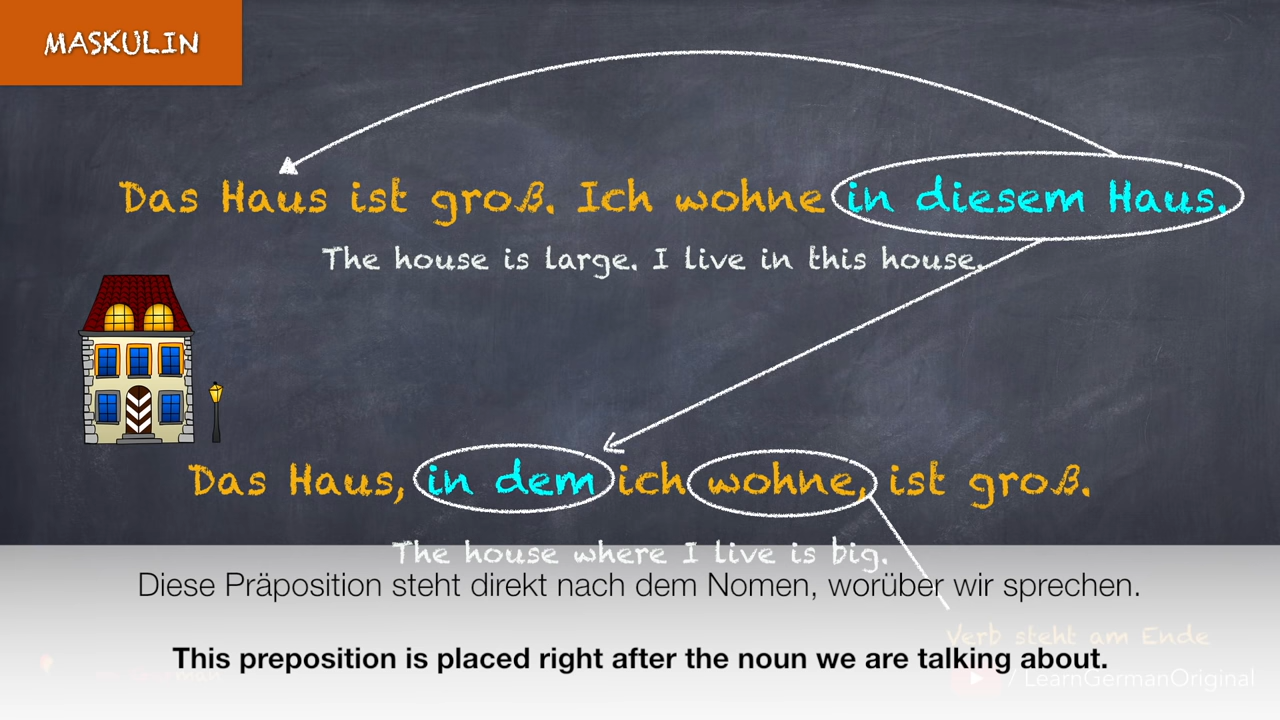 MASKULIN
Das Haus ist groß. Ich wohne in diesem Haus.
The house is large. I live in this house.
Das Haus, in dem ich wohne, ist groß.
The house where I live is big.
Diese Präposition steht direkt nach dem Nomen, worüber wir sprechen.
Verb steht am Ende
This preposition is placed right after the noun we are talking about.
/ LearnGermanOriginal